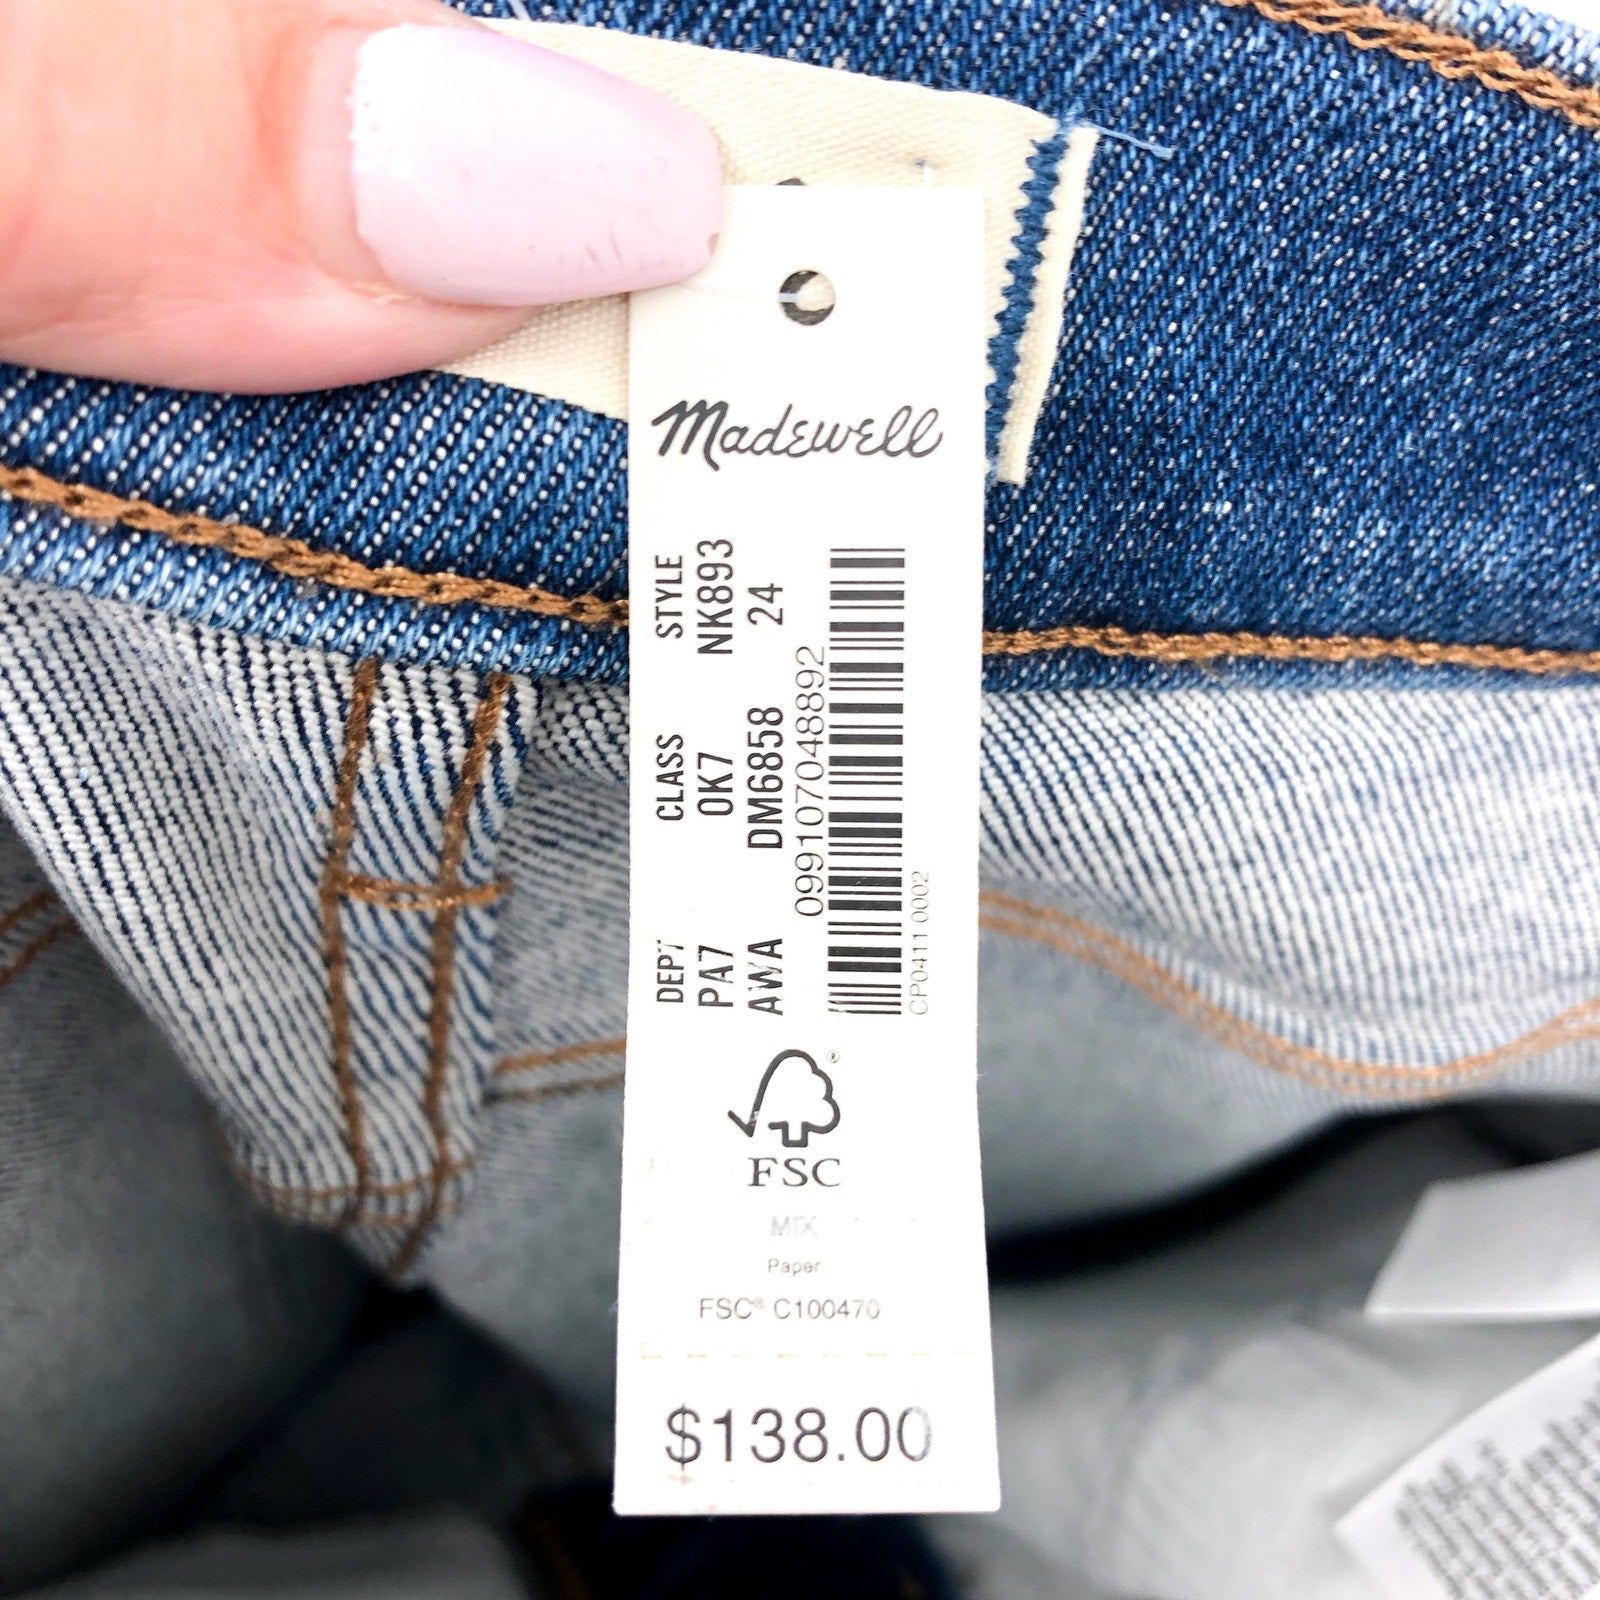 Madewell
DEPT CLASS STYLE
PA7 0K7 NK893
AWA DM6858 24
099107048892
CP0411 0002
®
FSC
MIX
Paper
FSC® C100470
$138.00